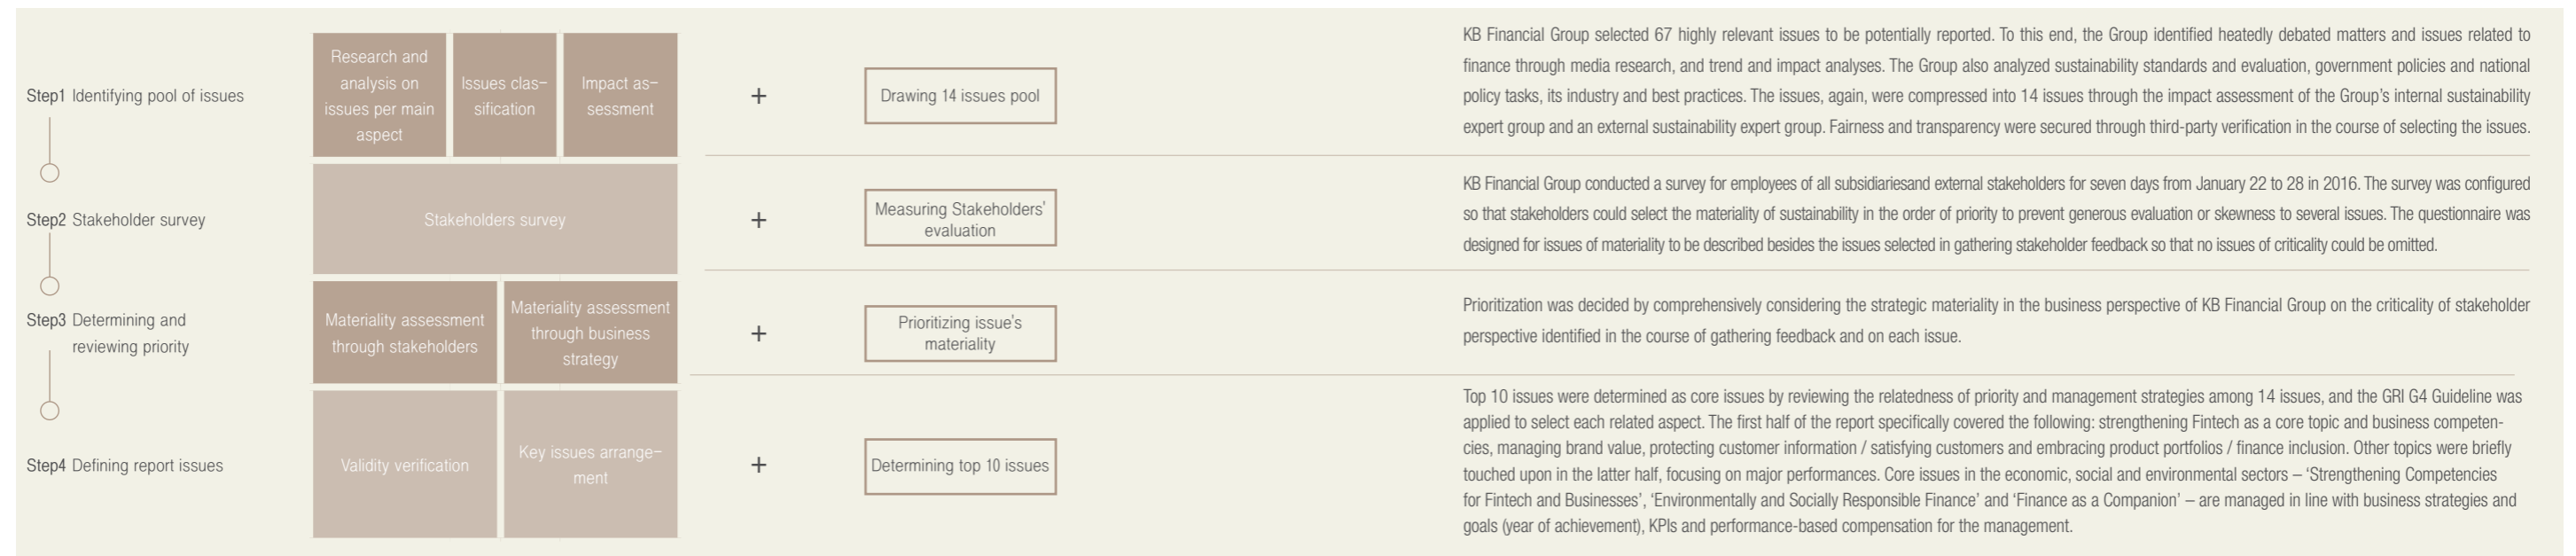 Step1 Identifying pool of issues
Research and
analysis on
issues per main
aspect
Issues clas-
sification
Impact as-
sessment
+
Drawing 14 issues pool
KB Financial Group selected 67 highly relevant issues to be potentially reported. To this end, the Group identified heatedly debated matters and issues related to
finance through media research, and trend and impact analyses. The Group also analyzed sustainability standards and evaluation, government policies and national
policy tasks, its industry and best practices. The issues, again, were compressed into 14 issues through the impact assessment of the Group's internal sustainability
expert group and an external sustainability expert group. Fairness and transparency were secured through third-party verification in the course of selecting the issues.
Step2 Stakeholder survey
Stakeholders survey
+
Measuring Stakeholders'
evaluation
KB Financial Group conducted a survey for employees of all subsidiariesand external stakeholders for seven days from January 22 to 28 in 2016. The survey was configured
so that stakeholders could select the materiality of sustainability in the order of priority to prevent generous evaluation or skewness to several issues. The questionnaire was
designed for issues of materiality to be described besides the issues selected in gathering stakeholder feedback so that no issues of criticality could be omitted.
Step3 Determining and
reviewing priority
Materiality assessment
through stakeholders
Materiality assessment
through business
strategy
+
Prioritizing issue's
materiality
Prioritization was decided by comprehensively considering the strategic materiality in the business perspective of KB Financial Group on the criticality of stakeholder
perspective identified in the course of gathering feedback and on each issue.
Step4 Defining report issues
Validity verification
Key issues arrange-
ment
+
Determining top 10 issues
Top 10 issues were determined as core issues by reviewing the relatedness of priority and management strategies among 14 issues, and the GRI G4 Guideline was
applied to select each related aspect. The first half of the report specifically covered the following: strengthening Fintech as a core topic and business competen-
cies, managing brand value, protecting customer information / satisfying customers and embracing product portfolios / finance inclusion. Other topics were briefly
touched upon in the latter half, focusing on major performances. Core issues in the economic, social and environmental sectors – 'Strengthening Competencies
for Fintech and Businesses', 'Environmentally and Socially Responsible Finance' and 'Finance as a Companion' – are managed in line with business strategies and
goals (year of achievement), KPIs and performance-based compensation for the management.